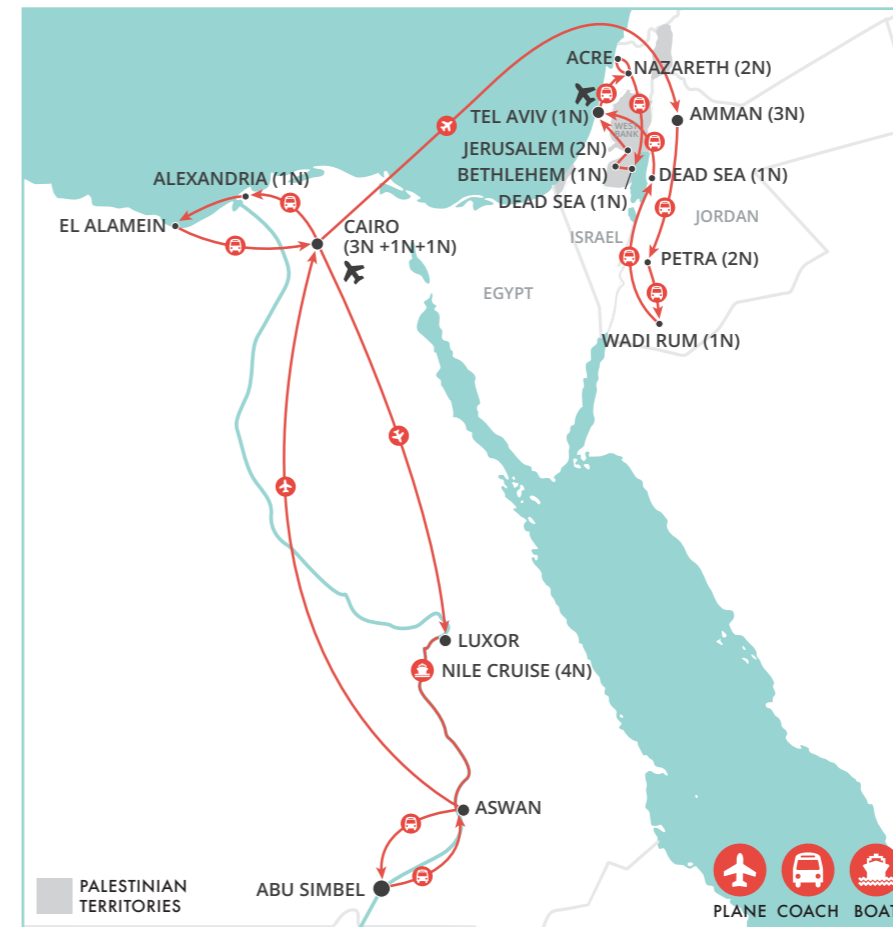 ACRE
NAZARETH (2N)
TEL AVIV (1N)
AMMAN (3N)
WEST
BANK
JERUSALEM (2N)
BETHLEHEM (1N)
DEAD SEA (1N)
DEAD SEA (1N)
ALEXANDRIA (1N)
EL ALAMEIN
CAIRO
(3N +1N+1N)
JORDAN
ISRAEL
PETRA (2N)
EGYPT
WADI RUM (1N)
LUXOR
NILE CRUISE (4N)
ASWAN
ABU SIMBEL
PALESTINIAN
TERRITORIES
PLANE COACH BOAT